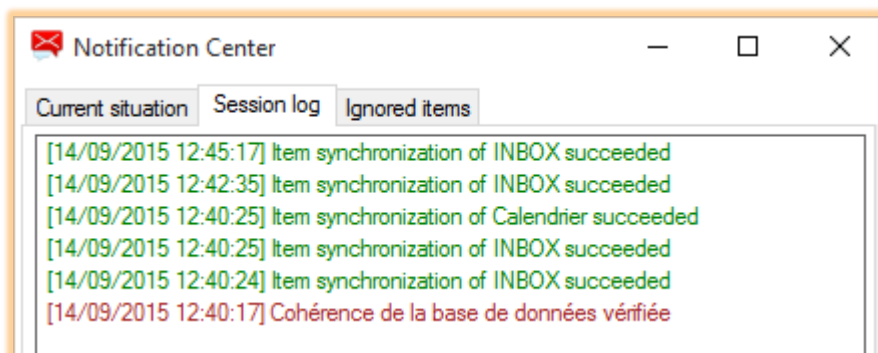 Notification Center
Current situation Session log Ignored items
[14/09/2015 12:45:17] Item synchronization of INBOX succeeded
[14/09/2015 12:42:35] Item synchronization of INBOX succeeded
[14/09/2015 12:40:25] Item synchronization of Calendrier succeeded
[14/09/2015 12:40:25] Item synchronization of INBOX succeeded
[14/09/2015 12:40:24] Item synchronization of INBOX succeeded
[14/09/2015 12:40:17] Cohérence de la base de données vérifiée